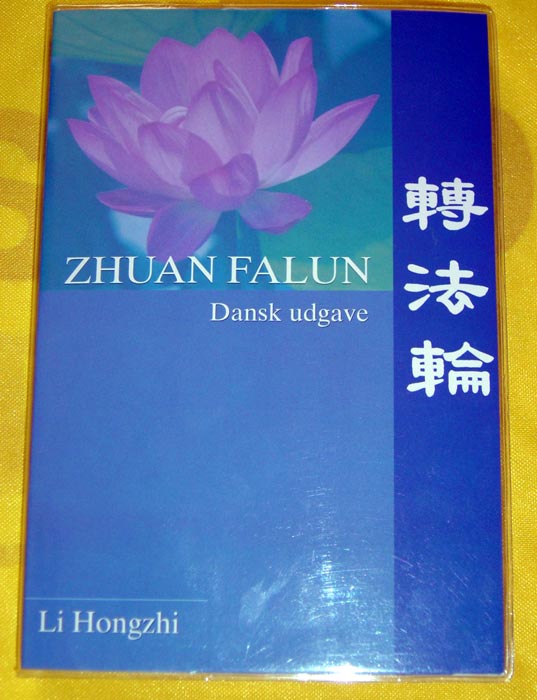 ZHUAN FALUN
Dansk udgave
轉法輪
Li Hongzhi